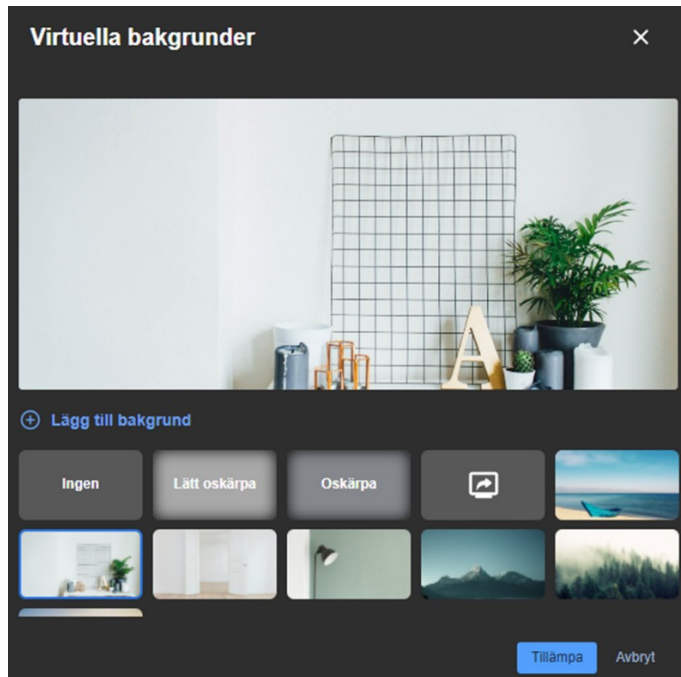 Virtuella bakgrunder
A
Lägg till bakgrund
Ingen
Lätt oskärpa
Oskärpa
Tillämpa
Avbryt